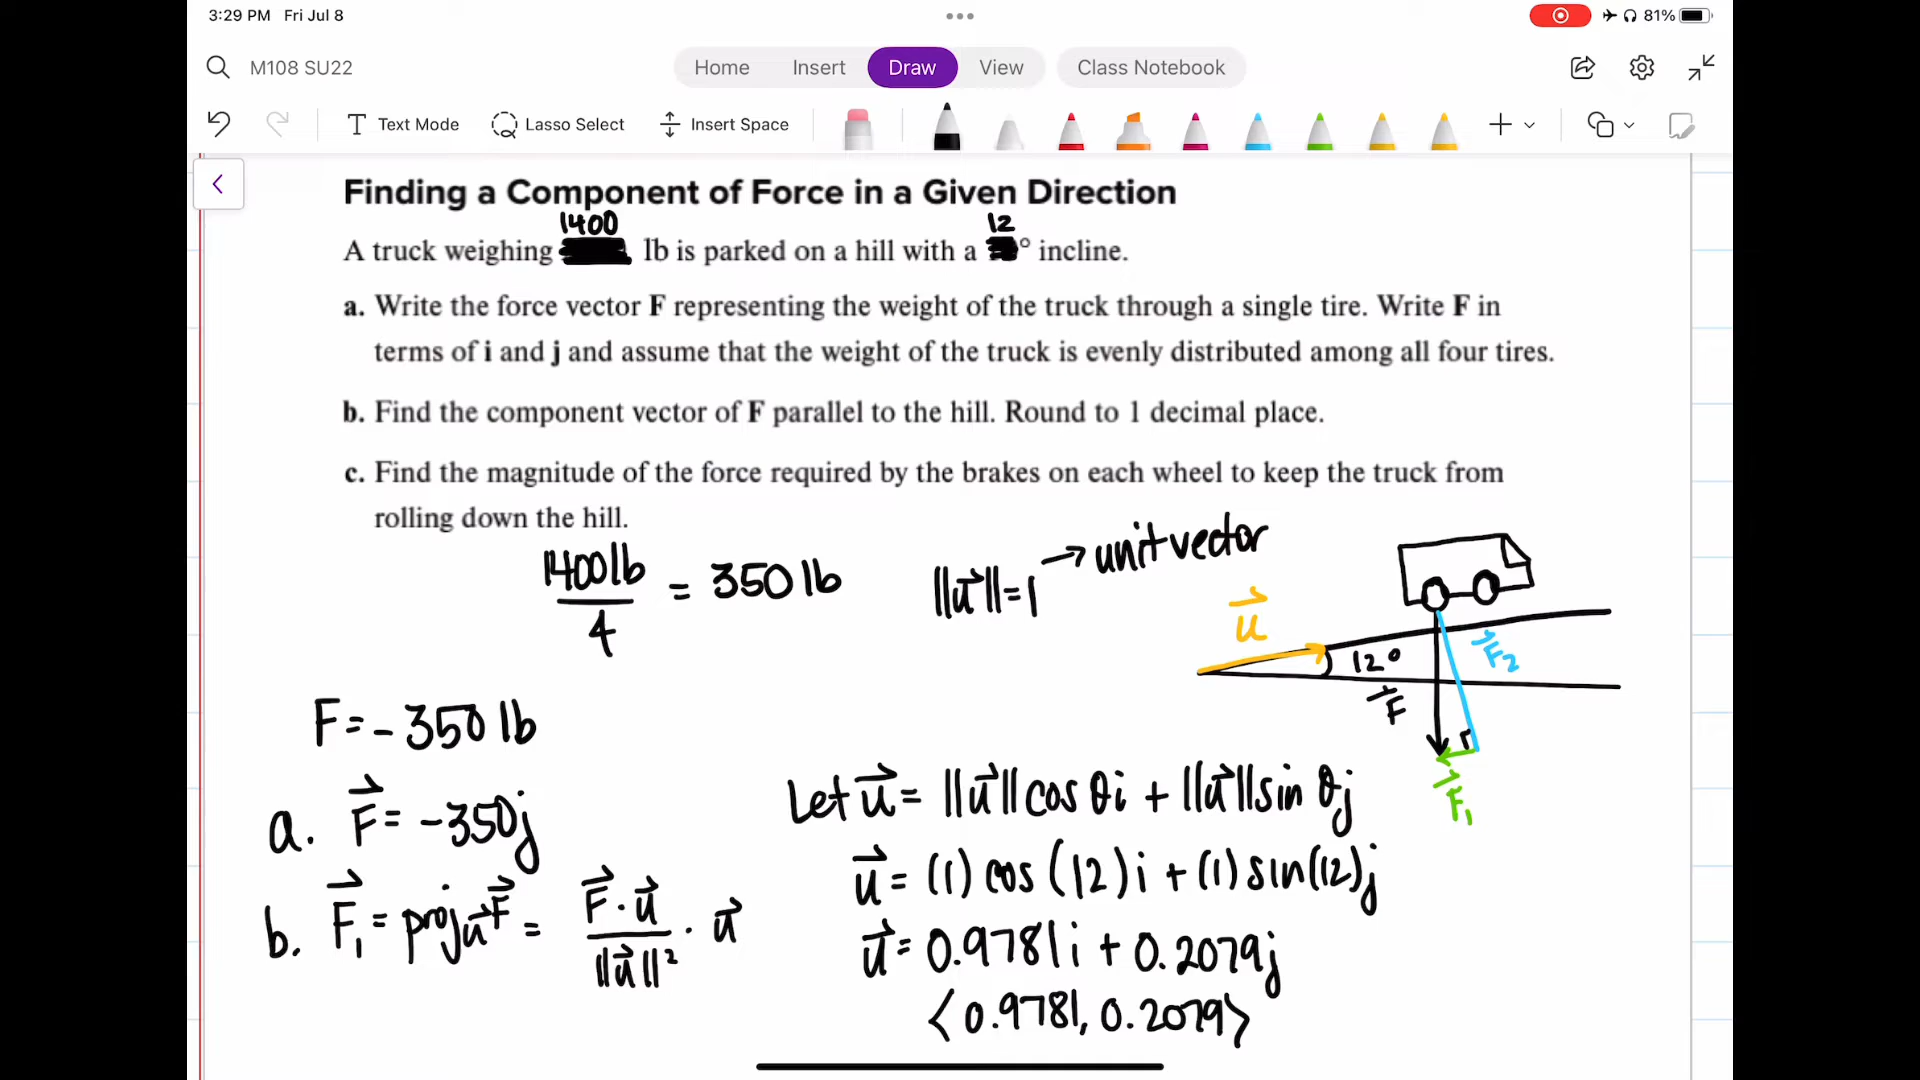 3:29 PM Fri Jul 8
81%
M108 SU22
Home Insert Draw View Class Notebook
Text Mode Lasso Select Insert Space
Finding a Component of Force in a Given Direction
1400 12
A truck weighing lb is parked on a hill with a ° incline.
a. Write the force vector F representing the weight of the truck through a single tire. Write F in
terms of i and j and assume that the weight of the truck is evenly distributed among all four tires.
b. Find the component vector of F parallel to the hill. Round to 1 decimal place.
c. Find the magnitude of the force required by the brakes on each wheel to keep the truck from
rolling down the hill.
1400lb/4 = 350 lb
||u⃗||=1 → unit vector
u⃗
12°
F⃗
F⃗₂
F⃗₁
F = -350 lb
a. F⃗ = -350j
b. F⃗₁ = proj_u⃗ F⃗ = F⃗·u⃗/||u⃗||² · u⃗
Let u⃗ = ||u⃗|| cos θi + ||u⃗|| sin θj
u⃗ = (1) cos (12)i + (1) sin(12)j
u⃗ = 0.9781i + 0.2079j
⟨0.9781, 0.2079⟩